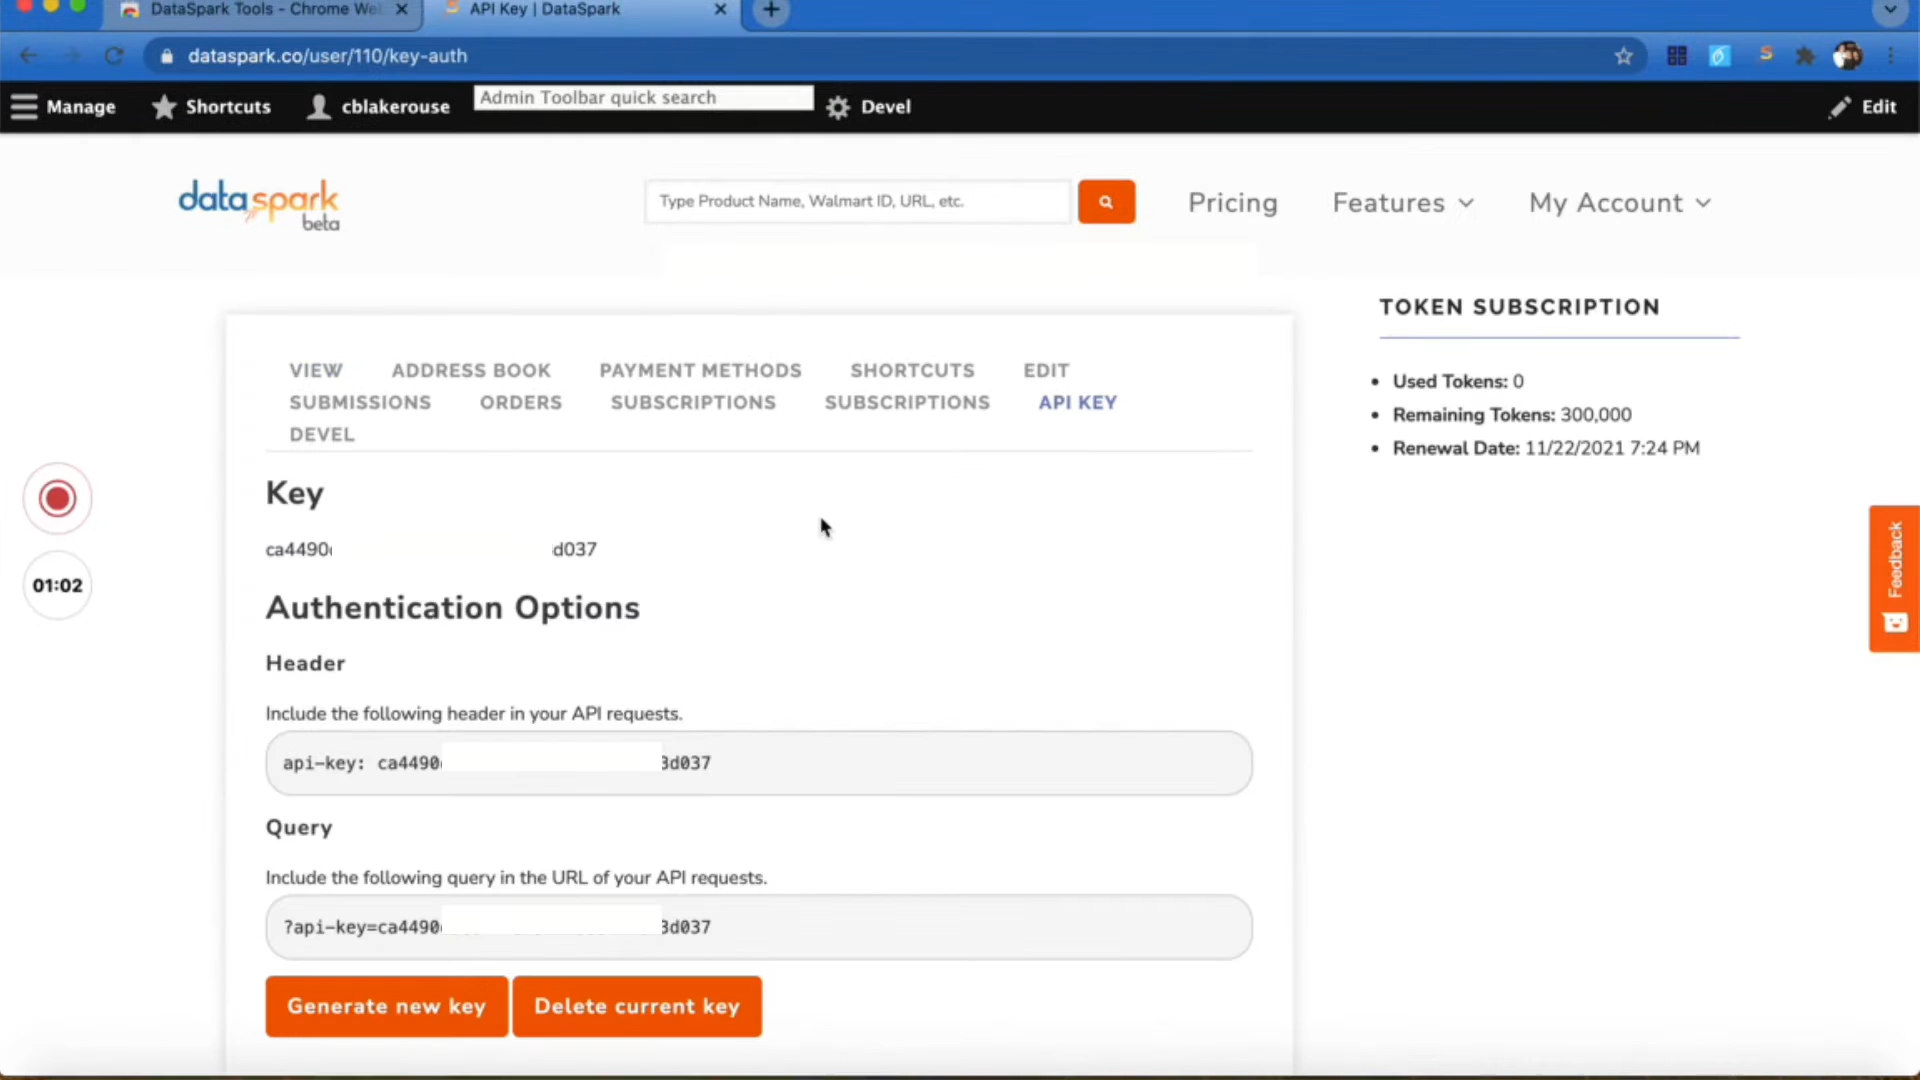 DataSpark Tools - Chrome Web
API Key | DataSpark
dataspark.co/user/110/key-auth
Manage
Shortcuts
cblakerouse
Admin Toolbar quick search
Devel
Edit
dataspark
beta
Type Product Name, Walmart ID, URL, etc.
Pricing
Features
My Account
TOKEN SUBSCRIPTION
Used Tokens: 0
Remaining Tokens: 300,000
Renewal Date: 11/22/2021 7:24 PM
VIEW
ADDRESS BOOK
PAYMENT METHODS
SHORTCUTS
EDIT
SUBMISSIONS
ORDERS
SUBSCRIPTIONS
SUBSCRIPTIONS
API KEY
DEVEL
Key
ca4490
d037
Authentication Options
Header
Include the following header in your API requests.
api-key: ca4490
3d037
Query
Include the following query in the URL of your API requests.
?api-key=ca4490
3d037
Generate new key
Delete current key
01:02
Feedback